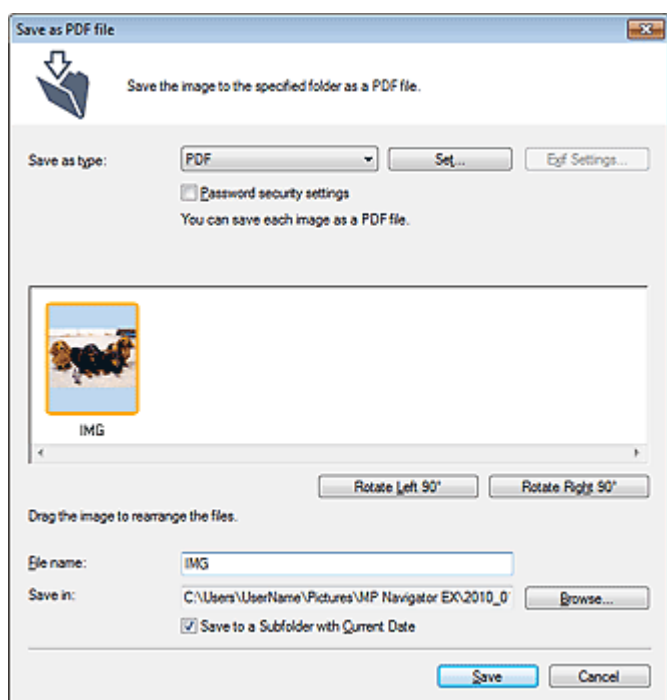 Save as PDF file
Save the image to the specified folder as a PDF file.
Save as type: PDF Set... Exif Settings...
Password security settings
You can save each image as a PDF file.
IMG
Rotate Left 90° Rotate Right 90°
Drag the image to rearrange the files.
File name: IMG
Save in: C:\Users\UserName\Pictures\MP Navigator EX\2010_0 Browse...
Save to a Subfolder with Current Date
Save Cancel